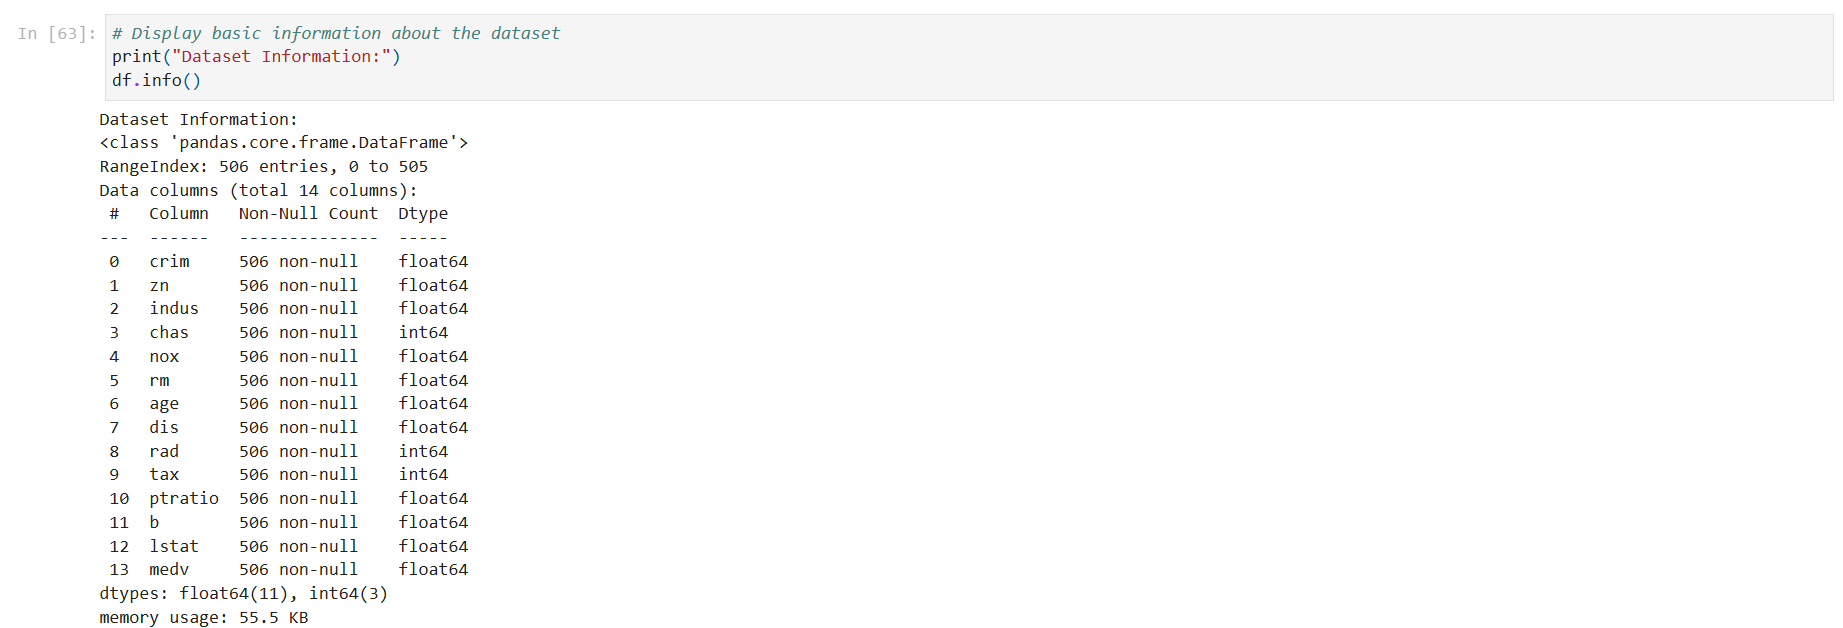 In [63]: # Display basic information about the dataset
print("Dataset Information:")
df.info()
Dataset Information:
<class 'pandas.core.frame.DataFrame'>
RangeIndex: 506 entries, 0 to 505
Data columns (total 14 columns):
 #   Column   Non-Null Count  Dtype
---  ------   --------------  -----
 0   crim     506 non-null    float64
 1   zn       506 non-null    float64
 2   indus    506 non-null    float64
 3   chas     506 non-null    int64
 4   nox      506 non-null    float64
 5   rm       506 non-null    float64
 6   age      506 non-null    float64
 7   dis      506 non-null    float64
 8   rad      506 non-null    int64
 9   tax      506 non-null    int64
 10  ptratio  506 non-null    float64
 11  b        506 non-null    float64
 12  lstat    506 non-null    float64
 13  medv     506 non-null    float64
dtypes: float64(11), int64(3)
memory usage: 55.5 KB